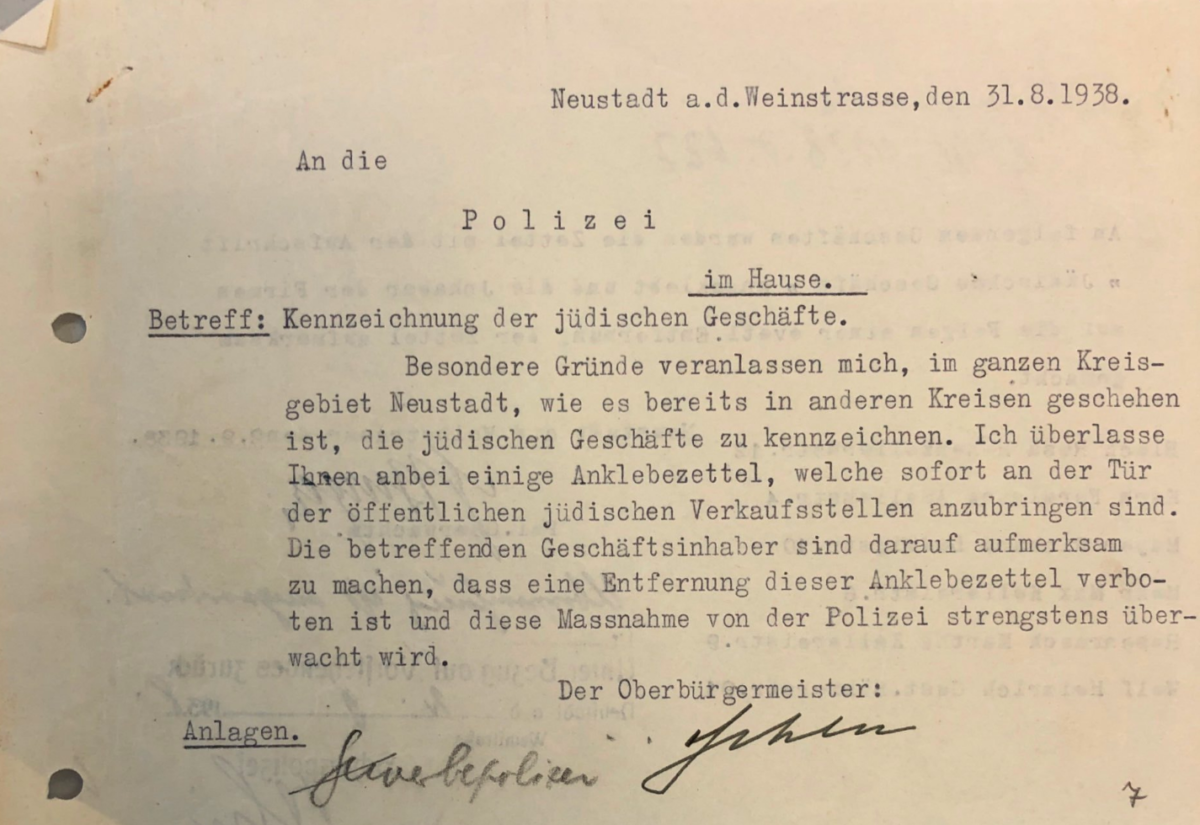 Neustadt a.d.Weinstrasse,den 31.8.1938.
An die
P o l i z e i
im Hause.
Betreff: Kennzeichnung der jüdischen Geschäfte.
Besondere Gründe veranlassen mich, im ganzen Kreis-
gebiet Neustadt, wie es bereits in anderen Kreisen geschehen
ist, die jüdischen Geschäfte zu kennzeichnen. Ich überlasse
Ihnen anbei einige Anklebezettel, welche sofort an der Tür
der öffentlichen jüdischen Verkaufsstellen anzubringen sind.
Die betreffenden Geschäftsinhaber sind darauf aufmerksam
zu machen, dass eine Entfernung dieser Anklebezettel verbo-
ten ist und diese Massnahme von der Polizei strengstens über-
wacht wird.
Der Oberbürgermeister:
Anlagen.
Gewerbepolizei
7